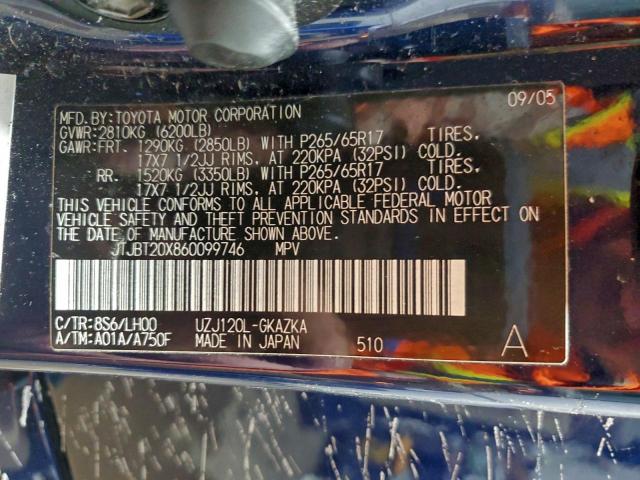 09/05
MFD.BY:TOYOTA MOTOR CORPORATION
GVWR:2810KG (6200LB)
GAWR:FRT. 1290KG (2850LB) WITH P265/65R17 TIRES,
17X7 1/2JJ RIMS, AT 220KPA (32PSI) COLD.
RR. 1520KG (3350LB) WITH P265/65R17 TIRES,
17X7 1/2JJ RIMS, AT 220KPA (32PSI) COLD.
THIS VEHICLE CONFORMS TO ALL APPLICABLE FEDERAL MOTOR
VEHICLE SAFETY AND THEFT PREVENTION STANDARDS IN EFFECT ON
THE DATE OF MANUFACTURE SHOWN ABOVE.
JTJBT20X860099746 MPV
C/TR:8S6/LH00 UZJ120L-GKAZKA
A/TM:A01A/A750F MADE IN JAPAN 510 A